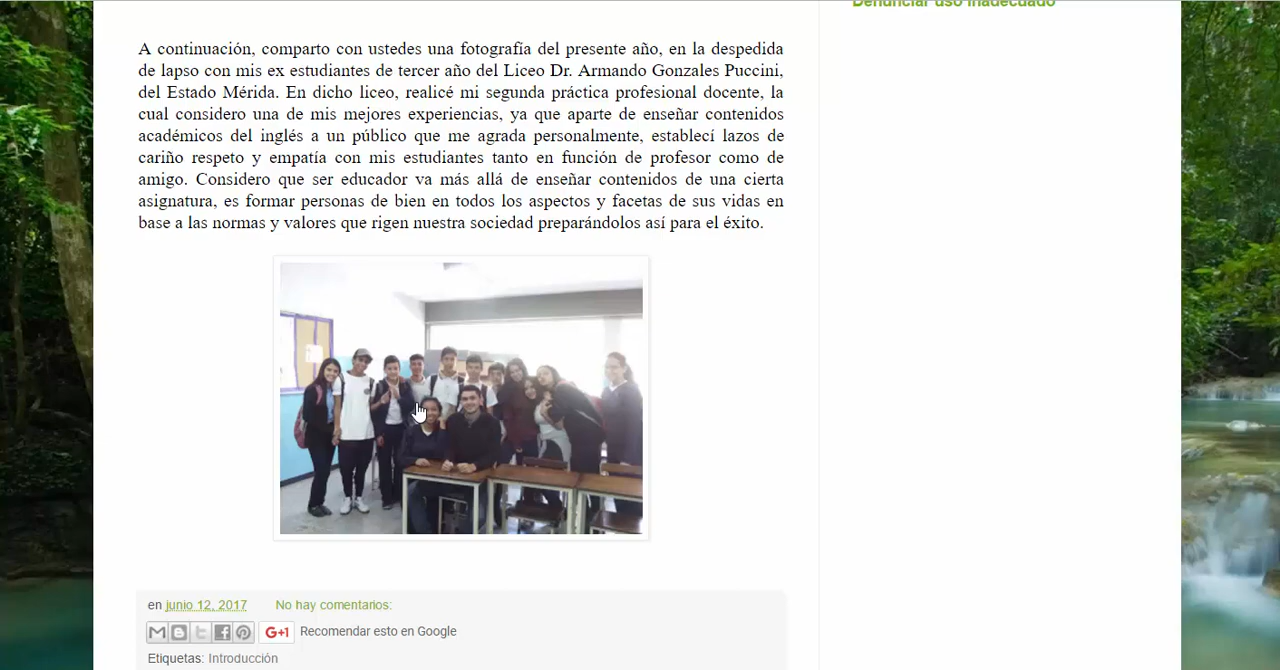 Denunciar uso inadecuado
A continuación, comparto con ustedes una fotografía del presente año, en la despedida
de lapso con mis ex estudiantes de tercer año del Liceo Dr. Armando Gonzales Puccini,
del Estado Mérida. En dicho liceo, realicé mi segunda práctica profesional docente, la
cual considero una de mis mejores experiencias, ya que aparte de enseñar contenidos
académicos del inglés a un público que me agrada personalmente, establecí lazos de
cariño respeto y empatía con mis estudiantes tanto en función de profesor como de
amigo. Considero que ser educador va más allá de enseñar contenidos de una cierta
asignatura, es formar personas de bien en todos los aspectos y facetas de sus vidas en
base a las normas y valores que rigen nuestra sociedad preparándolos así para el éxito.
en junio 12, 2017 No hay comentarios:
G+1 Recomendar esto en Google
Etiquetas: Introducción